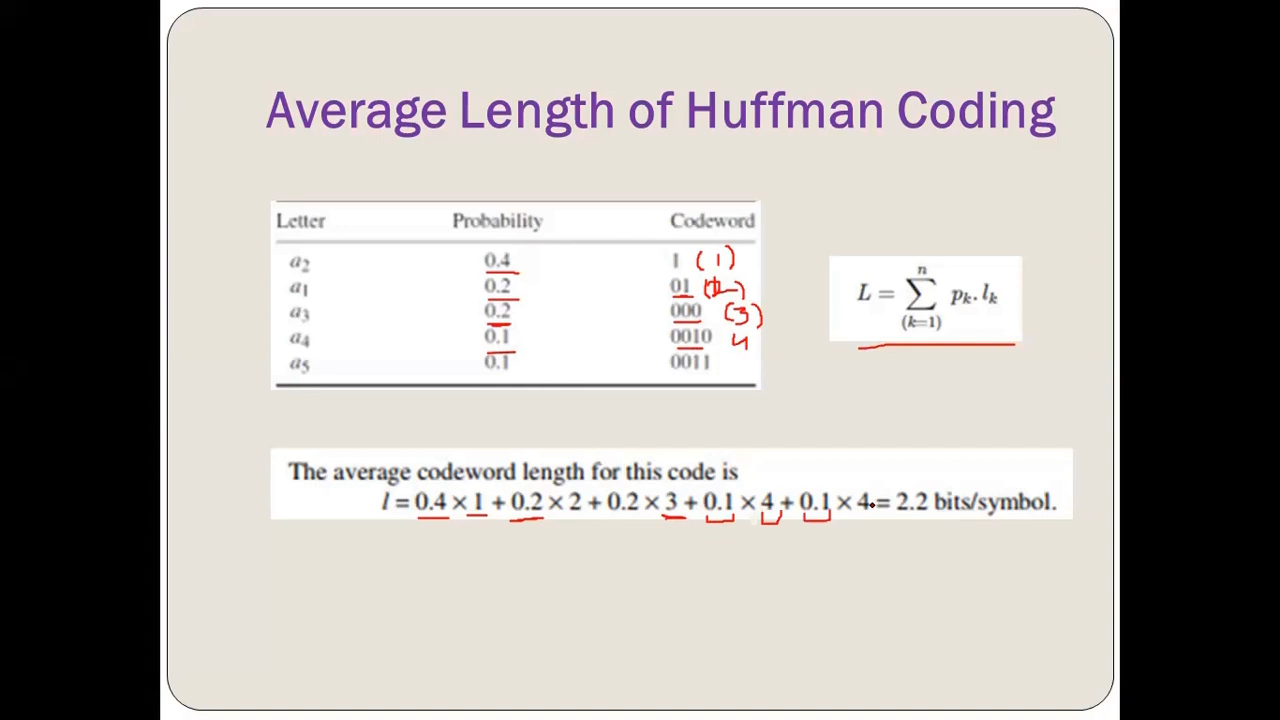 Average Length of Huffman Coding
Letter Probability Codeword
a₂ 0.4 1 (1)
a₁ 0.2 01
a₃ 0.2 000 (3)
a₄ 0.1 0010 4
a₅ 0.1 0011
L = Σ n (k=1) pₖ. lₖ
The average codeword length for this code is
l = 0.4 × 1 + 0.2 × 2 + 0.2 × 3 + 0.1 × 4 + 0.1 × 4 = 2.2 bits/symbol.